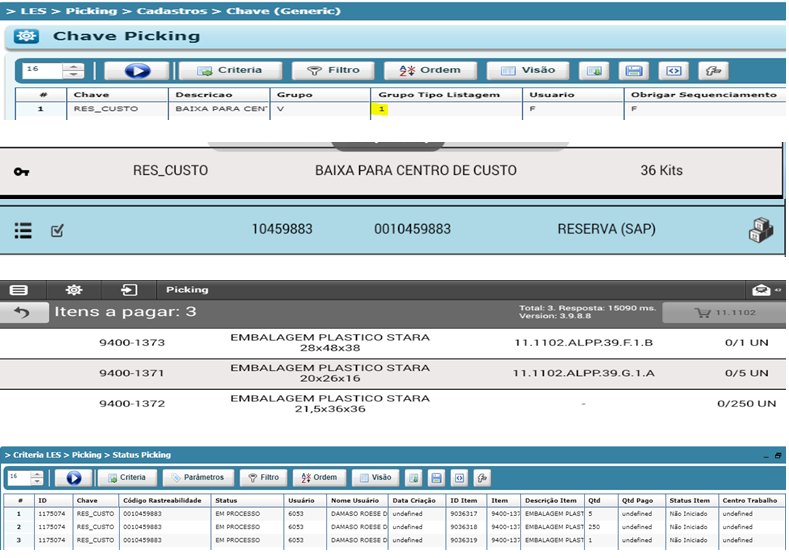 > LES > Picking > Cadastros > Chave (Generic)
Chave Picking
16 Criteria Filtro Ordem Visão
# Chave Descricao Grupo Grupo Tipo Listagem Usuario Obrigar Sequenciamento
1 RES_CUSTO BAIXA PARA CEN V 1 F F
RES_CUSTO BAIXA PARA CENTRO DE CUSTO 36 Kits
10459883 0010459883 RESERVA (SAP)
Picking
Itens a pagar: 3 Total: 3. Resposta: 15090 ms. 11.1102
Version: 3.9.8.8
9400-1373 EMBALAGEM PLASTICO STARA 11.1102.ALPP.39.F.1.B 0/1 UN
28x48x38
9400-1371 EMBALAGEM PLASTICO STARA 11.1102.ALPP.39.G.1.A 0/5 UN
20x26x16
9400-1372 EMBALAGEM PLASTICO STARA - 0/250 UN
21,5x36x36
> Criteria LES > Picking > Status Picking
16 Criteria Parámetros Filtro Ordem Visão
# ID Chave Código Rastreabilidade Status Usuário Nome Usuário Data Criação ID Item Item Descrição Item Qtd Qtd Pago Status Item Centro Trabalho
1 1175074 RES_CUSTO 0010459883 EM PROCESSO 6053 DAMASO ROESE D undefined 9036317 9400-137 EMBALAGEM PLAST 5 undefined Não Iniciado undefined
2 1175074 RES_CUSTO 0010459883 EM PROCESSO 6053 DAMASO ROESE D undefined 9036318 9400-137 EMBALAGEM PLAST 250 undefined Não Iniciado undefined
3 1175074 RES_CUSTO 0010459883 EM PROCESSO 6053 DAMASO ROESE D undefined 9036319 9400-137 EMBALAGEM PLAST 1 undefined Não Iniciado undefined